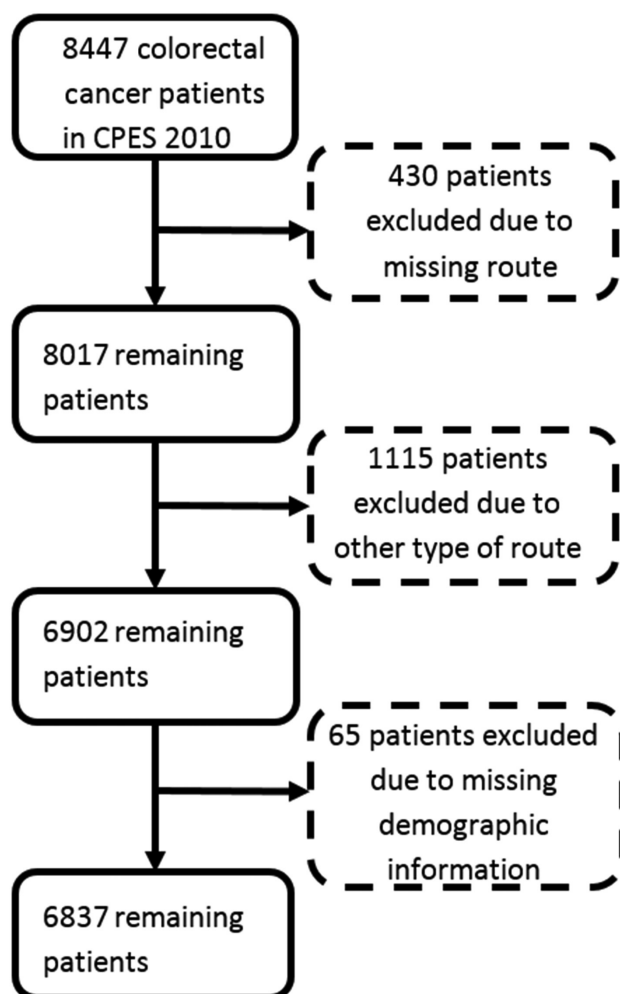 8447 colorectal
cancer patients
in CPES 2010
430 patients
excluded due to
missing route
8017 remaining
patients
1115 patients
excluded due to
other type of route
6902 remaining
patients
65 patients excluded
due to missing
demographic
information
6837 remaining
patients